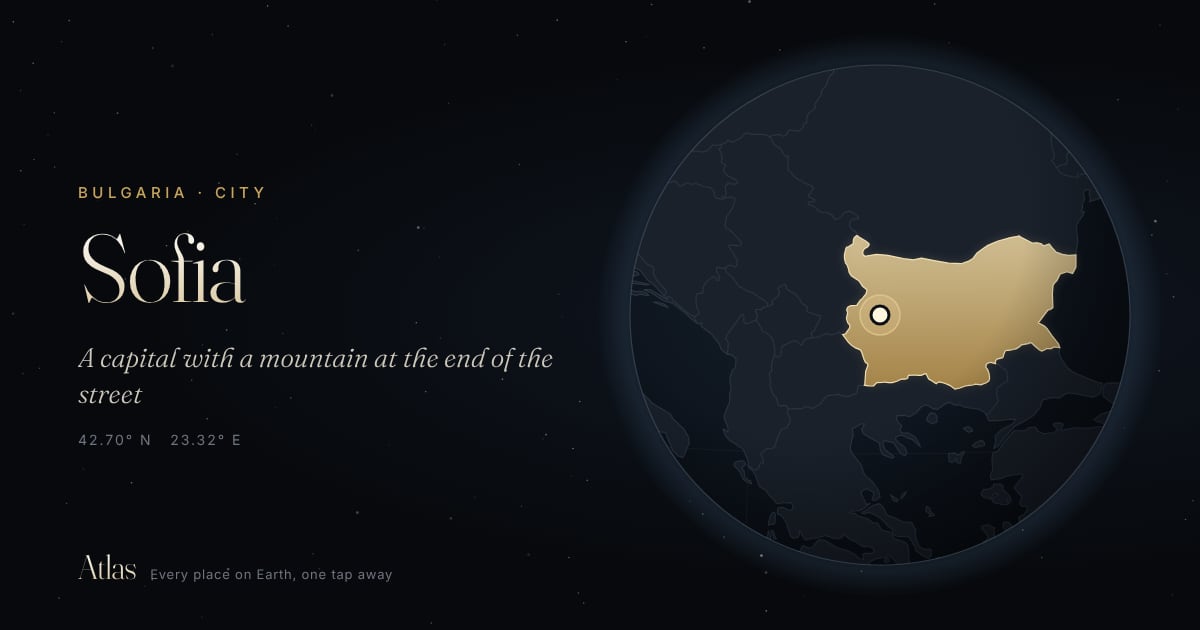 BULGARIA · CITY
Sofia
A capital with a mountain at the end of the
street
42.70° N 23.32° E
Atlas Every place on Earth, one tap away